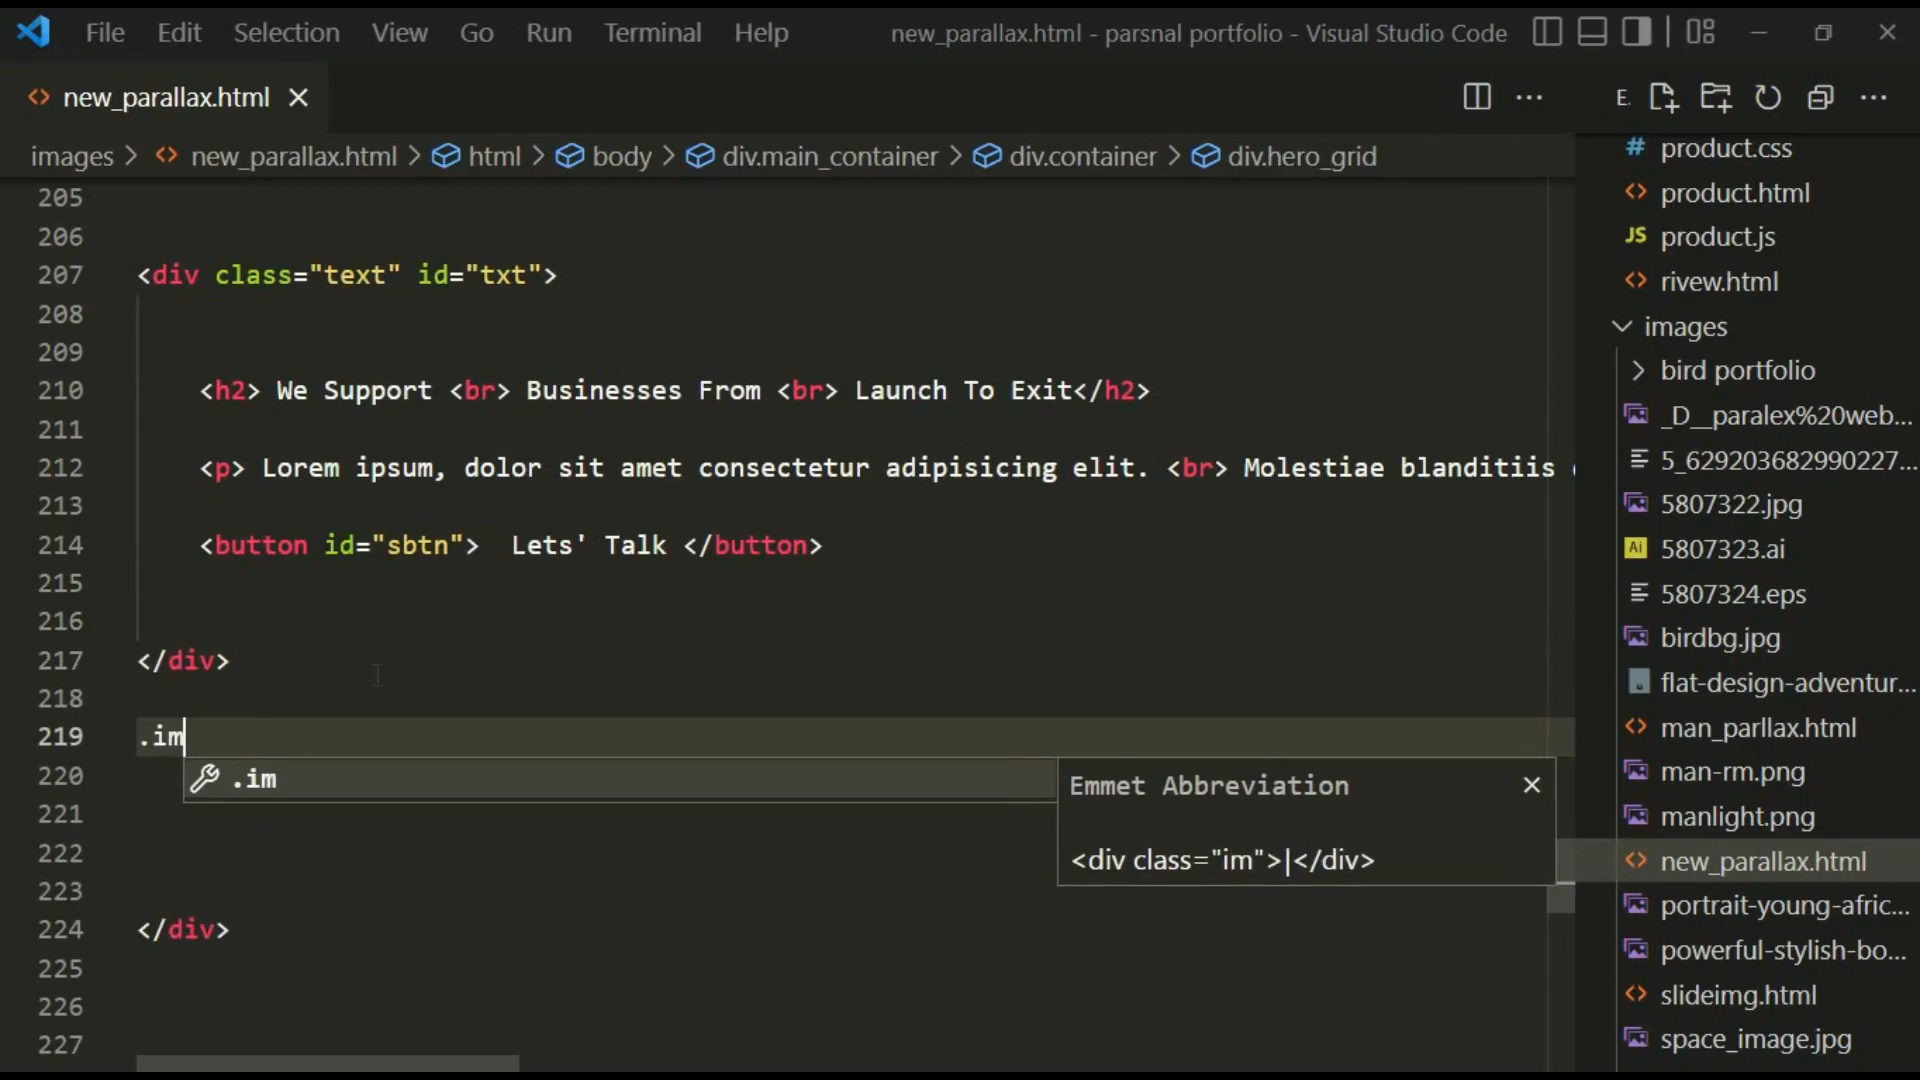 File Edit Selection View Go Run Terminal Help new_parallax.html - parsnal portfolio - Visual Studio Code
new_parallax.html
E.
images > new_parallax.html > html > body > div.main_container > div.container > div.hero_grid
205
206
207 <div class="text" id="txt">
208
209
210 <h2> We Support <br> Businesses From <br> Launch To Exit</h2>
211
212 <p> Lorem ipsum, dolor sit amet consectetur adipisicing elit. <br> Molestiae blanditiis
213
214 <button id="sbtn"> Lets' Talk </button>
215
216
217 </div>
218
219 .im
220
221
222
223
224 </div>
225
226
227
.im
Emmet Abbreviation
<div class="im">|</div>
# product.css
<> product.html
JS product.js
<> rivew.html
images
> bird portfolio
_D__paralex%20web...
5_629203682990227...
5807322.jpg
Ai 5807323.ai
5807324.eps
birdbg.jpg
flat-design-adventur...
<> man_parllax.html
man-rm.png
manlight.png
<> new_parallax.html
portrait-young-afric...
powerful-stylish-bo...
<> slideimg.html
space_image.jpg